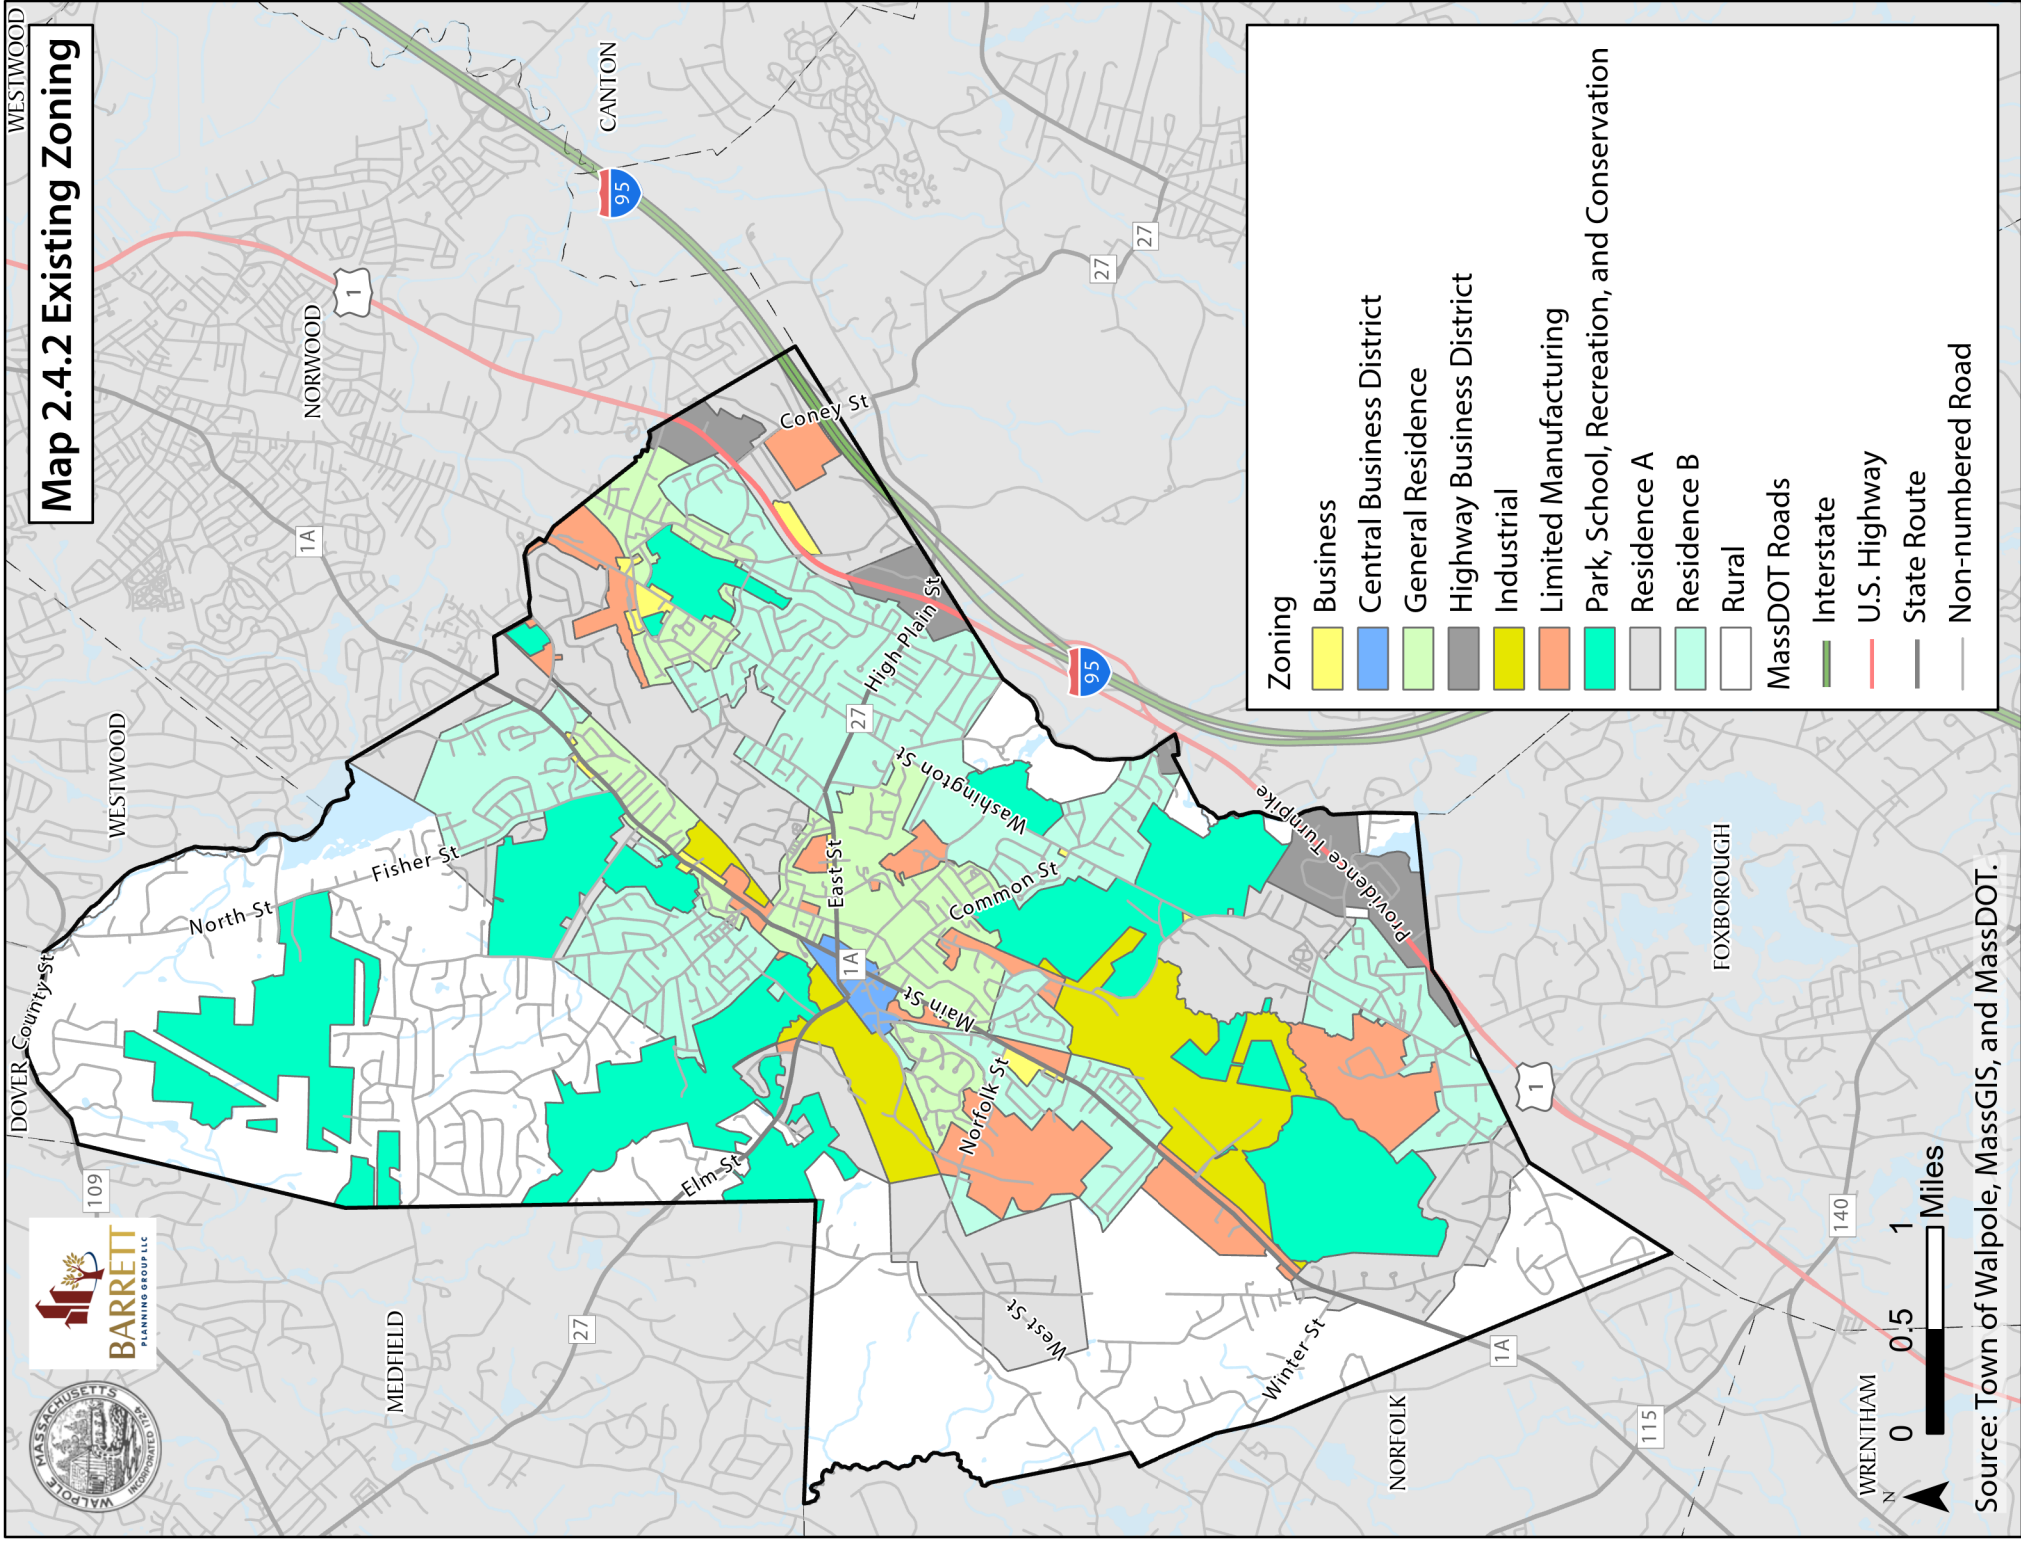 Map 2.4.2 Existing Zoning
WESTWOOD
CANTON
NORWOOD
WESTWOOD
DOVER
MEDFIELD
NORFOLK
WRENTHAM
FOXBOROUGH
95
95
1
1
1A
1A
1A
27
27
27
27
109
115
140
County St
North St
Fisher St
Elm St
East St
Main St
Norfolk St
West St
Winter St
Common St
Washington St
High Plain St
Coney St
Providence Turnpike
Zoning
Business
Central Business District
General Residence
Highway Business District
Industrial
Limited Manufacturing
Park, School, Recreation, and Conservation
Residence A
Residence B
Rural
MassDOT Roads
Interstate
U.S. Highway
State Route
Non-numbered Road
WALPOLE MASSACHUSETTS
INCORPORATED 1724
BARRETT
PLANNING GROUP LLC
N
0 0.5 1 Miles
Source: Town of Walpole, MassGIS, and MassDOT.